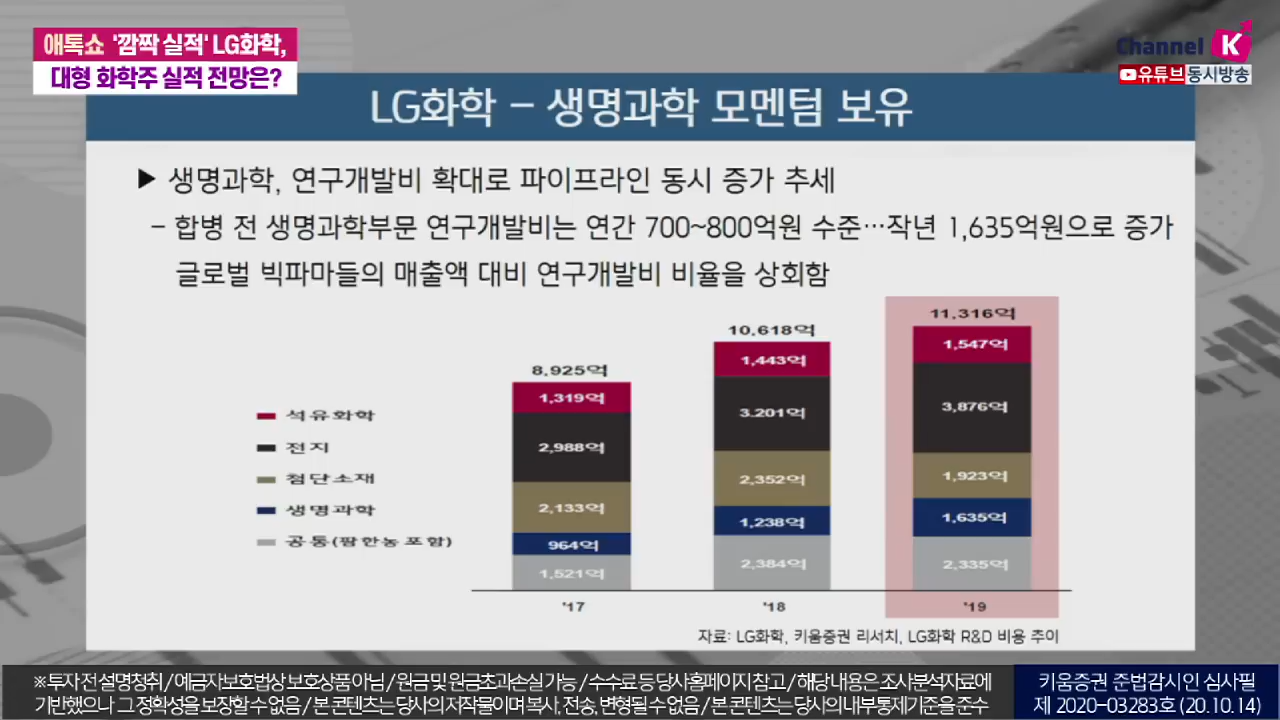 애톡쇼 '깜짝 실적' LG화학,
대형 화학주 실적 전망은?
Channel K
유튜브 동시방송
LG화학 – 생명과학 모멘텀 보유
▶ 생명과학, 연구개발비 확대로 파이프라인 동시 증가 추세
– 합병 전 생명과학부문 연구개발비는 연간 700~800억원 수준…작년 1,635억원으로 증가
글로벌 빅파마들의 매출액 대비 연구개발비 비율을 상회함
석유화학
전지
첨단소재
생명과학
공통(팜한농 포함)
8,925억
1,319억
2,988억
2,133억
964억
1,521억
'17
10,618억
1,443억
3.201억
2,352억
1,238억
2,384억
'18
11,316억
1,547억
3,876억
1,923억
1,635억
2,335억
'19
자료: LG화학, 키움증권 리서치, LG화학 R&D 비용 추이
※ 투자 전 설명청취 / 예금자보호법상 보호상품 아님 / 원금 및 원금초과손실 가능 / 수수료 등 당사홈페이지 참고 / 해당 내용은 조사분석자료에
기반했으나 그 정확성을 보장할 수 없음 / 본 콘텐츠는 당사의 저작물이며 복사, 전송, 변형될 수 없음 / 본 콘텐츠는 당사의 내부통제기준을 준수
키움증권 준법감시인 심사필
제 2020-03283호 (20.10.14)